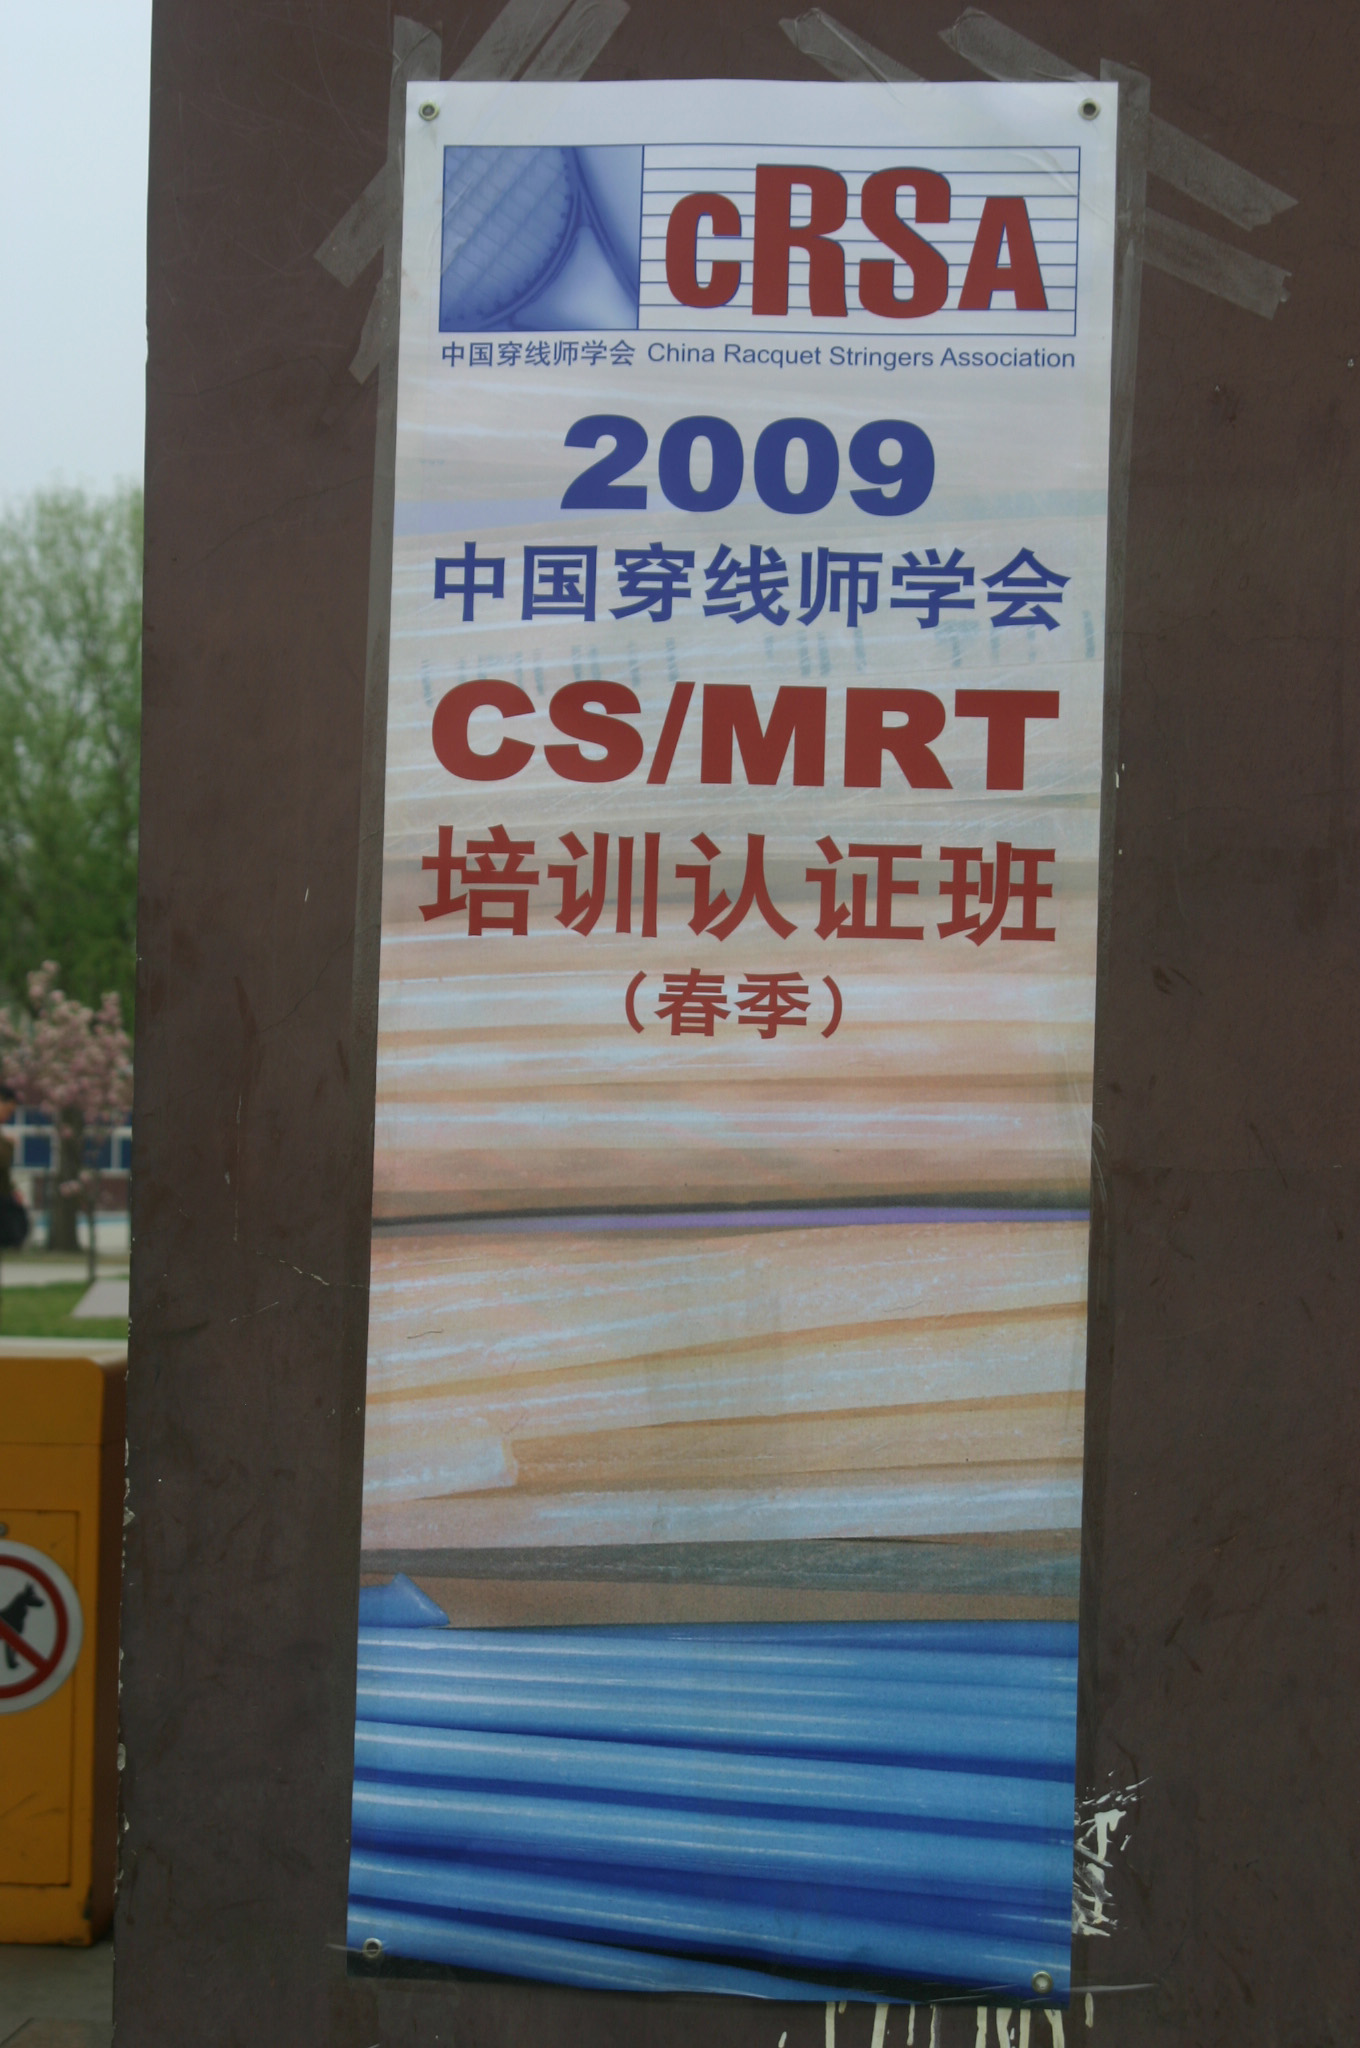 cRSA
中国穿线师学会 China Racquet Stringers Association
2009
中国穿线师学会
CS/MRT
培训认证班
（春季）